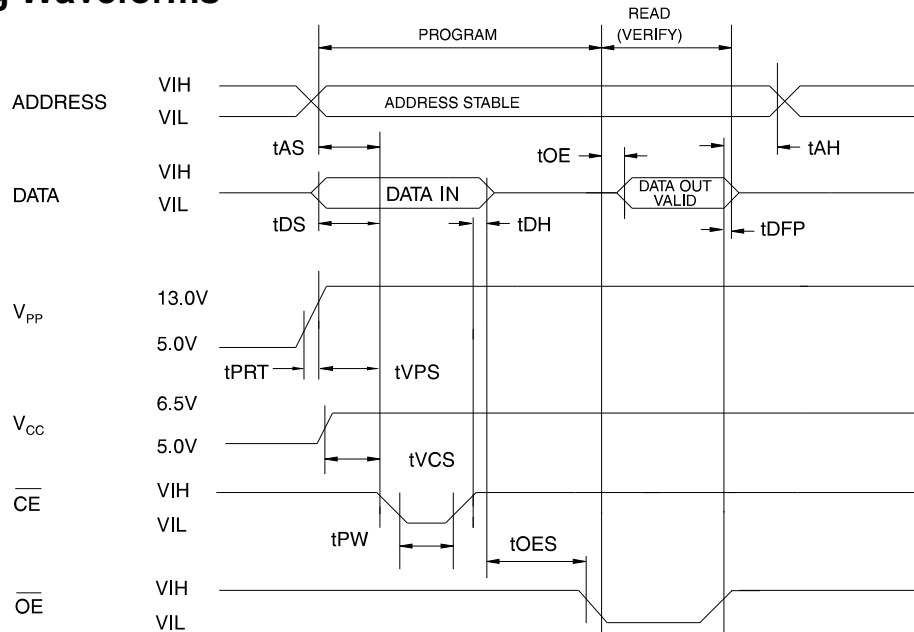 g Waveforms
READ
PROGRAM (VERIFY)
ADDRESS VIH
VIL ADDRESS STABLE
tAS tOE tAH
DATA VIH
VIL DATA IN DATA OUT
VALID
tDS tDH tDFP
VPP 13.0V
5.0V
tPRT tVPS
VCC 6.5V
5.0V
tVCS
CE VIH
VIL
tPW tOES
OE VIH
VIL